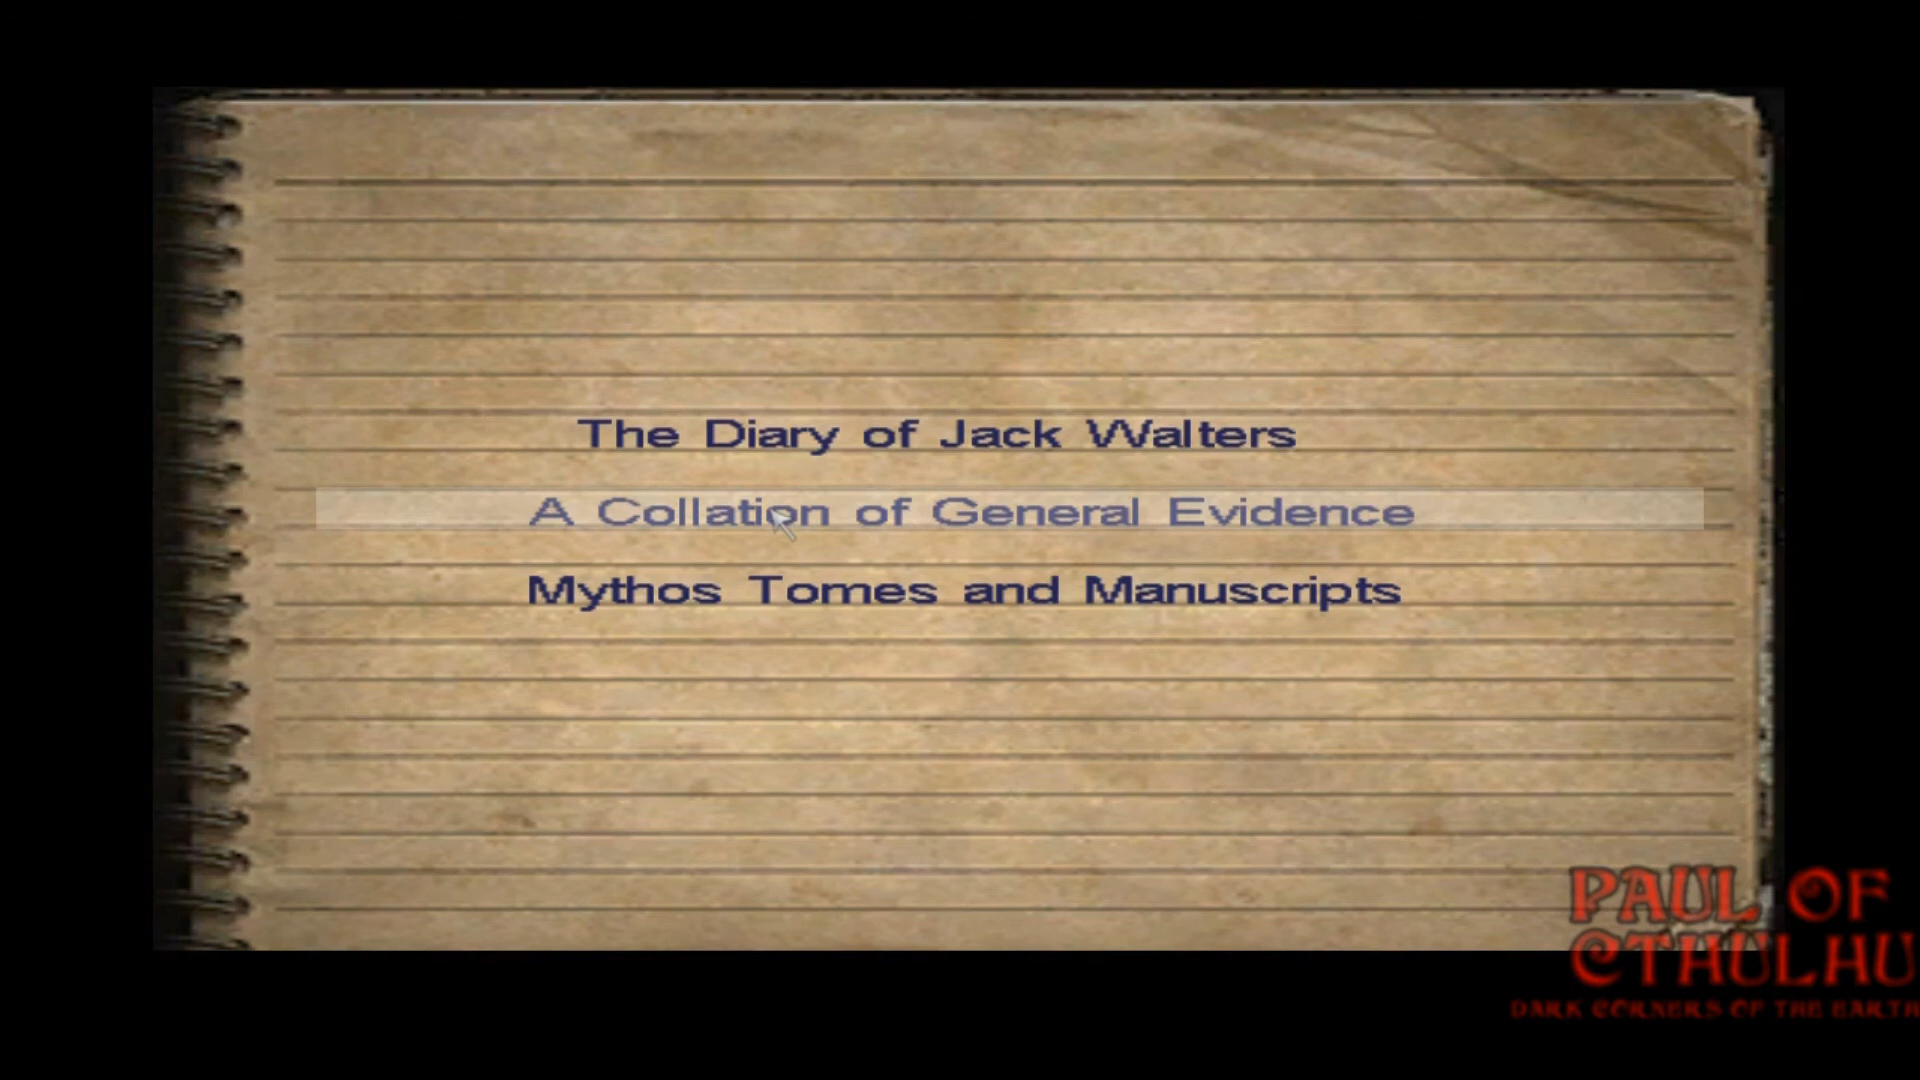 The Diary of Jack Walters
A Collation of General Evidence
Mythos Tomes and Manuscripts
PAUL OF
CTHULHU
DARK CORNERS OF THE EARTH